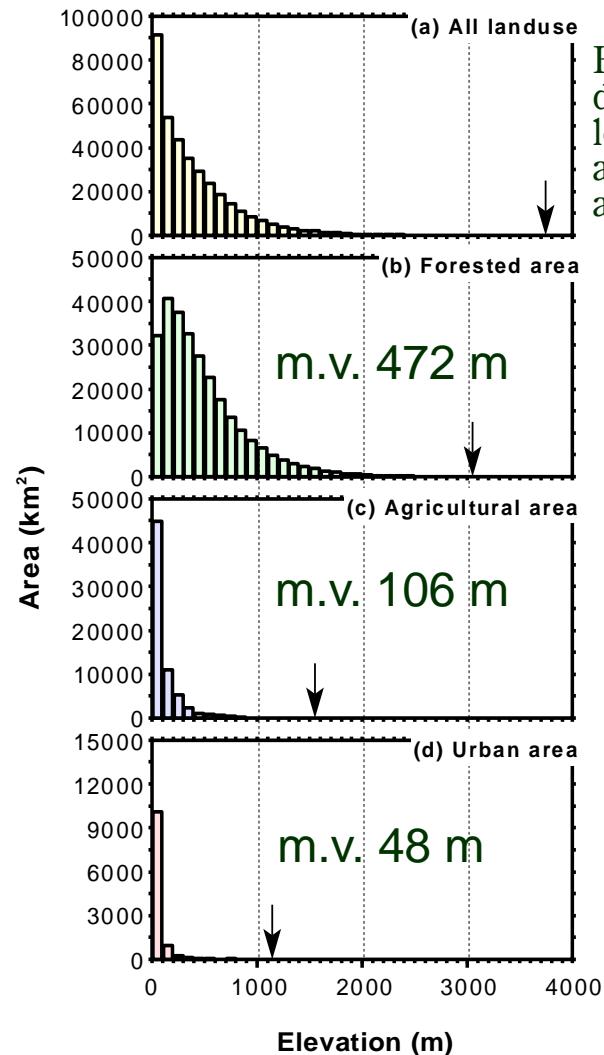 100000
(a) All landuse
80000
60000
40000
20000
0
50000
(b) Forested area
40000
30000
m.v. 472 m
20000
10000
0
50000
(c) Agricultural area
40000
30000
m.v. 106 m
20000
10000
0
15000
(d) Urban area
12000
9000
m.v. 48 m
6000
3000
0
Area (km²)
0 1000 2000 3000 4000
Elevation (m)